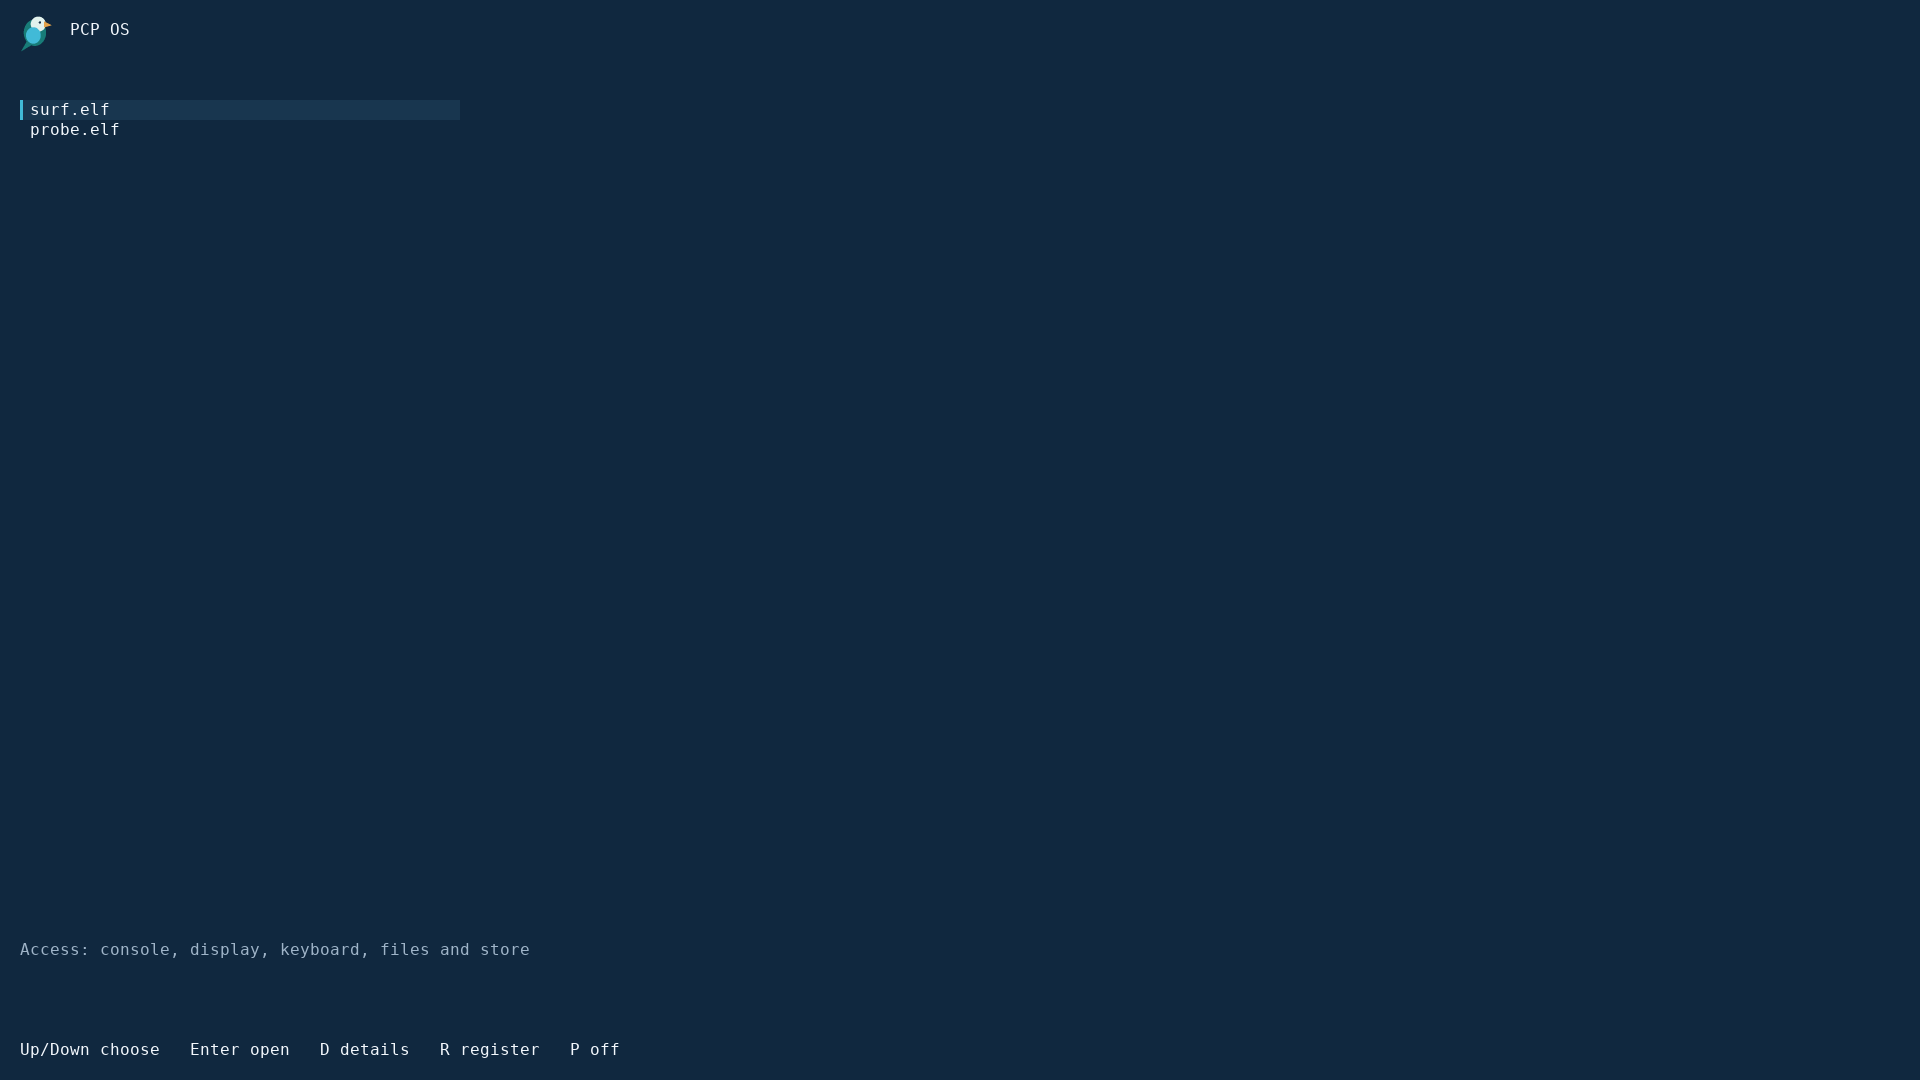 PCP OS
surf.elf
probe.elf
Access: console, display, keyboard, files and store
Up/Down choose   Enter open   D details   R register   P off